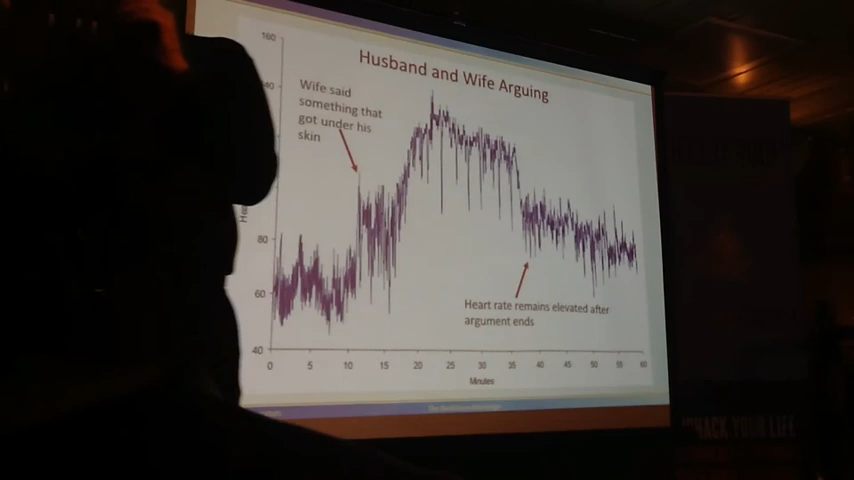 Husband and Wife Arguing
160
Wife said
something that
got under his
skin
40
80
60
40
Heart rate remains elevated after
argument ends
0 5 10 15 20 25 30 35 40 45 50 55 60
Minutes
HACK YOUR LIFE